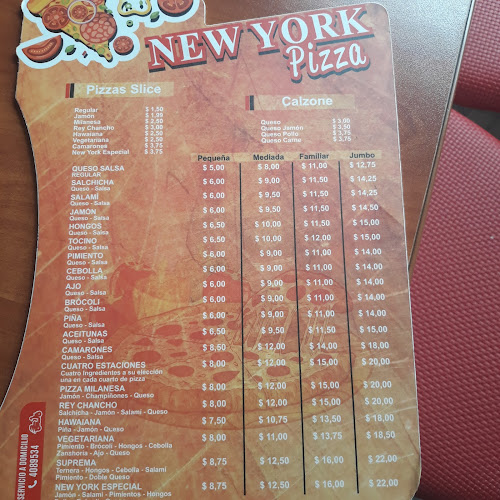 NEW YORK
Pizza
Pizzas Slice
Regular $ 1,50
Jamón $ 1,99
Milanesa $ 3,50
Rey Chancho $ 3,00
Hawaiana $ 2,50
Vegetariana $ 2,50
Camarones $ 3,75
New York Especial $ 3,75
Calzone
Queso $ 3,00
Queso Jamón $ 3,50
Queso Pollo $ 3,75
Queso Carne $ 3,75
Pequeña Mediada Familiar Jumbo
QUESO SALSA $ 5,00 $ 8,00 $ 11,00 $ 12,75
REGULAR
SALCHICHA $ 6,00 $ 9,00 $ 11,50 $ 14,25
Queso - Salsa
SALAMÍ $ 6,00 $ 9,50 $ 11,50 $ 14,25
Queso - Salsa
JAMÓN $ 6,00 $ 9,50 $ 11,50 $ 14,50
Queso - Salsa
HONGOS $ 6,50 $ 10,00 $ 11,50 $ 15,00
Queso - Salsa
TOCINO $ 6,50 $ 10,00 $ 12,00 $ 15,00
Queso - Salsa
PIMIENTO $ 6,00 $ 9,00 $ 11,00 $ 14,00
Queso - Salsa
CEBOLLA $ 6,00 $ 9,00 $ 11,00 $ 14,00
Queso - Salsa
AJO $ 6,00 $ 9,00 $ 11,00 $ 14,00
Queso - Salsa
BRÓCOLI $ 6,00 $ 9,00 $ 11,00 $ 14,00
Queso - Salsa
PIÑA $ 6,00 $ 9,00 $ 11,00 $ 14,00
Queso - Salsa
ACEITUNAS $ 6,50 $ 9,50 $ 11,50 $ 15,00
Queso - Salsa
CAMARONES $ 8,50 $ 12,00 $ 14,00 $ 18,00
Queso - Salsa
CUATRO ESTACIONES $ 8,00 $ 12,00 $ 15,00 $ 20,00
Cuatro ingredientes a su selección
una en cada cuarto de pizza
PIZZA MILANESA $ 8,00 $ 12,00 $ 15,00 $ 20,00
Jamón - Champiñones - Queso
REY CHANCHO $ 8,00 $ 12,00 $ 15,00 $ 20,00
Salchicha - Jamón - Salami - Queso
HAWAIANA $ 7,50 $ 10,75 $ 13,50 $ 18,00
Piña - Jamón - Queso
VEGETARIANA $ 8,00 $ 11,00 $ 13,75 $ 18,50
Pimiento - Brócoli - Hongos - Cebolla
Zanahoria - Ajo - Queso
SUPREMA $ 8,75 $ 12,50 $ 16,00 $ 22,00
Ternera - Hongos - Cebolla - Salami
Pimiento - Doble Queso
NEW YORK ESPECIAL $ 8,75 $ 12,50 $ 16,00 $ 22,00
Jamón - Salami - Pimientos - Hongos
SERVICIO A DOMICILIO
4089534